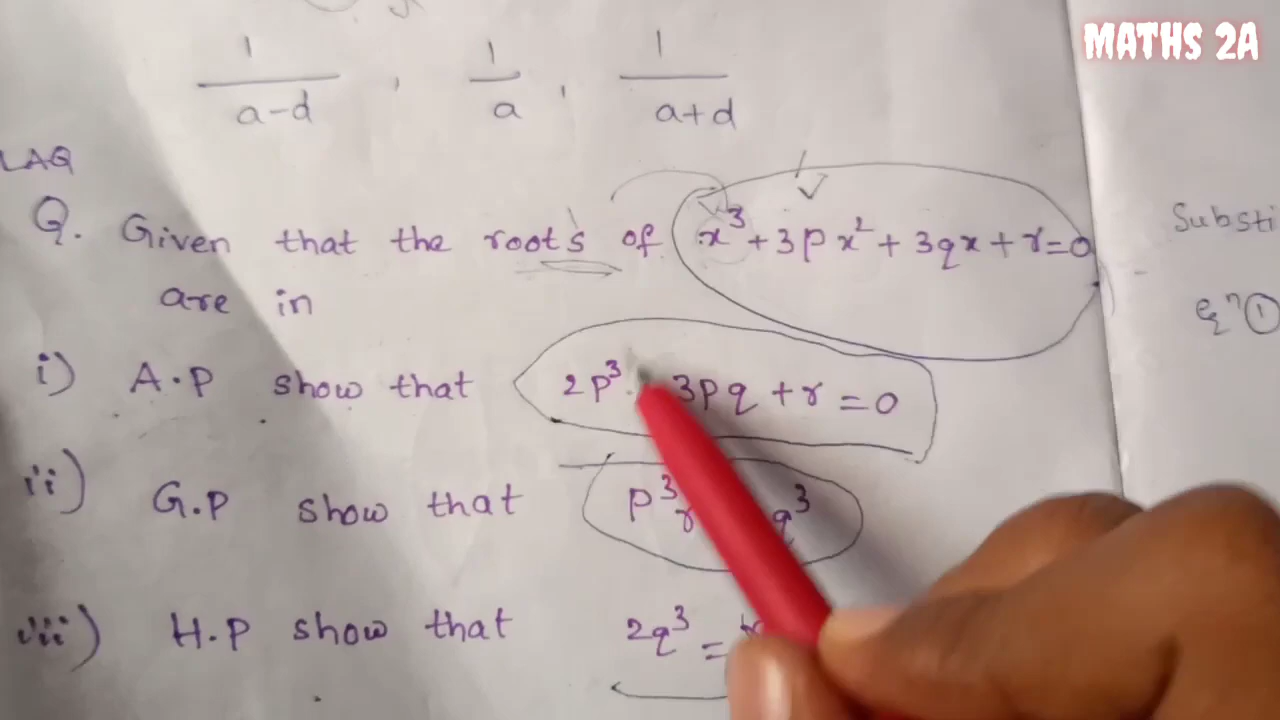 MATHS 2A
1/(a-d) , 1/a , 1/(a+d)
LAQ
Q. Given that the roots of x³ + 3px² + 3qx + r = 0
are in
i) A.P show that 2p³ 3pq + r = 0
ii) G.P show that p³r q³
iii) H.P show that 2q³ =
Substi
eqⁿ ①